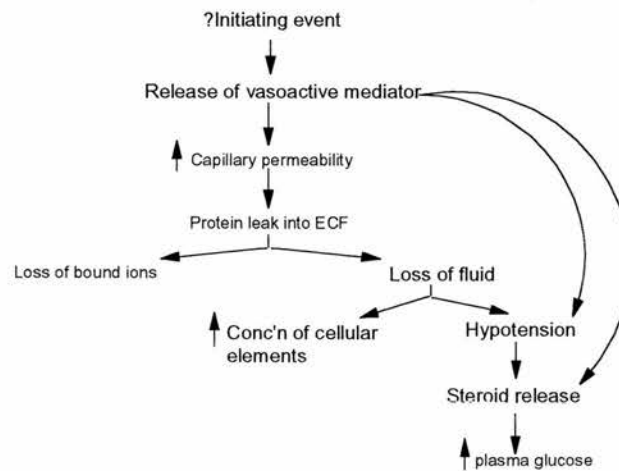 ?Initiating event
Release of vasoactive mediator
Capillary permeability
Protein leak into ECF
Loss of bound ions
Loss of fluid
Conc'n of cellular
elements
Hypotension
Steroid release
plasma glucose